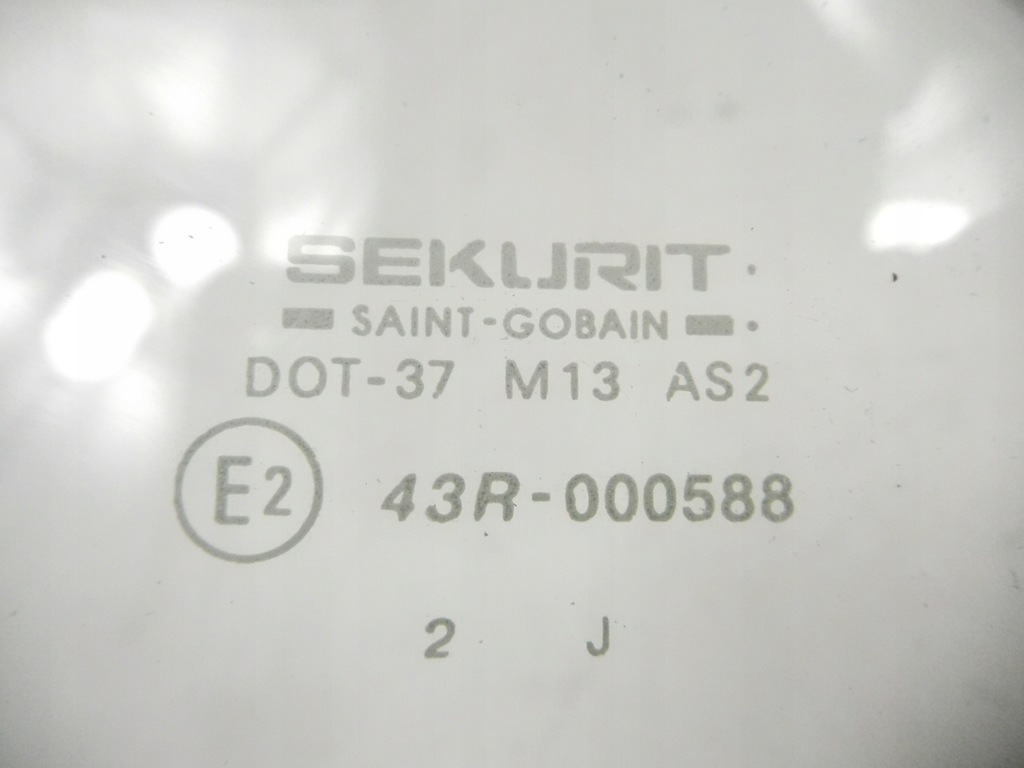 SEKURIT
SAINT-GOBAIN
DOT-37 M13 AS2
E2 43R-000588
2 J